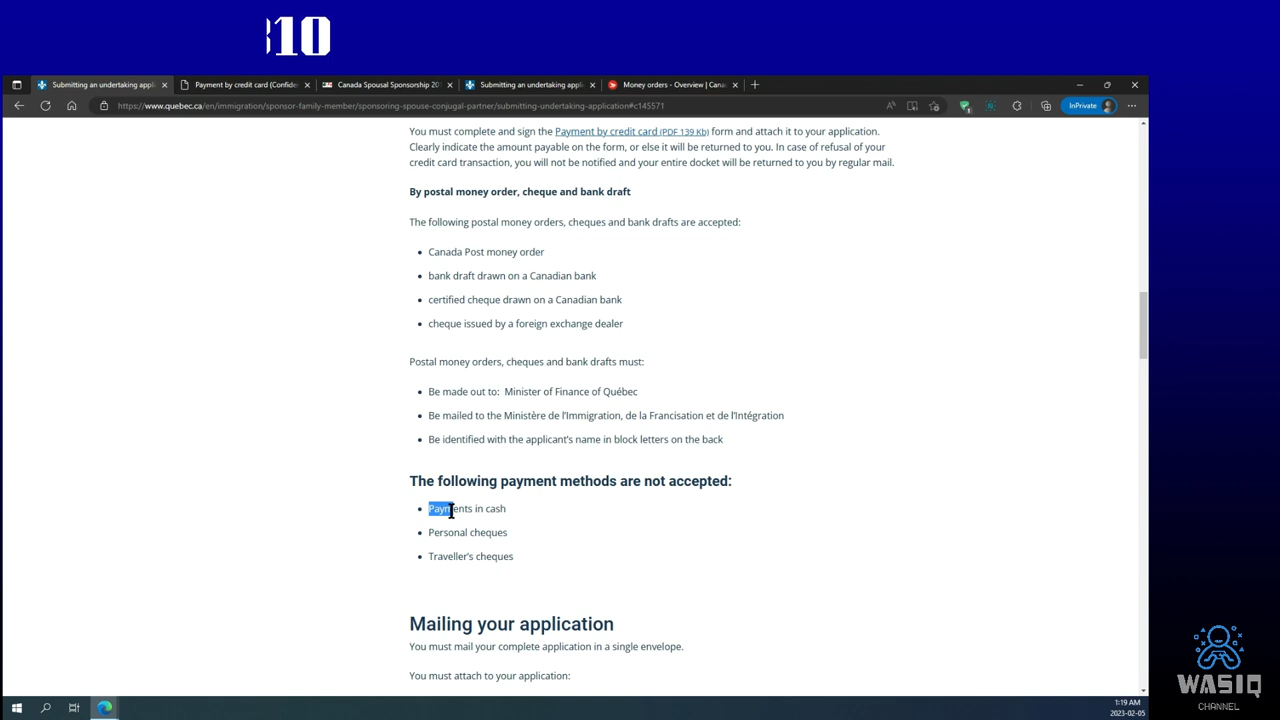 :10
Submitting an undertaking appli
Payment by credit card (Confide
Canada Spousal Sponsorship 202
Submitting an undertaking appli
Money orders - Overview | Cana
https://www.quebec.ca/en/immigration/sponsor-family-member/sponsoring-spouse-conjugal-partner/submitting-undertaking-application#c145571
InPrivate
You must complete and sign the Payment by credit card (PDF 139 Kb) form and attach it to your application.
Clearly indicate the amount payable on the form, or else it will be returned to you. In case of refusal of your
credit card transaction, you will not be notified and your entire docket will be returned to you by regular mail.
By postal money order, cheque and bank draft
The following postal money orders, cheques and bank drafts are accepted:
• Canada Post money order
• bank draft drawn on a Canadian bank
• certified cheque drawn on a Canadian bank
• cheque issued by a foreign exchange dealer
Postal money orders, cheques and bank drafts must:
• Be made out to: Minister of Finance of Québec
• Be mailed to the Ministère de l'Immigration, de la Francisation et de l'Intégration
• Be identified with the applicant's name in block letters on the back
The following payment methods are not accepted:
• Payments in cash
• Personal cheques
• Traveller's cheques
Mailing your application
You must mail your complete application in a single envelope.
You must attach to your application:
1:19 AM
2023-02-05
WASIQ
CHANNEL